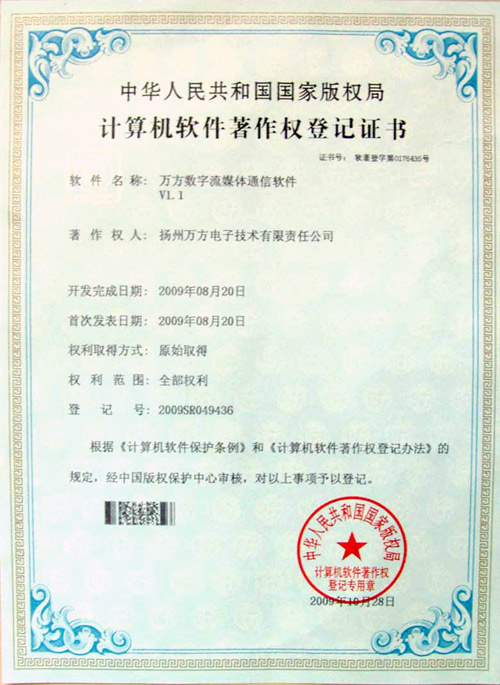 中华人民共和国国家版权局
计算机软件著作权登记证书
证书号： 软著登字第0176435号
软件名称： 万方数字流媒体通信软件
V1.1
著作权人： 扬州万方电子技术有限责任公司
开发完成日期： 2009年08月20日
首次发表日期： 2009年08月20日
权利取得方式： 原始取得
权利范围： 全部权利
登记号： 2009SR049436
根据《计算机软件保护条例》和《计算机软件著作权登记办法》的
规定，经中国版权保护中心审核，对以上事项予以登记。
中华人民共和国国家版权局
计算机软件著作权
登记专用章
2009年10月28日